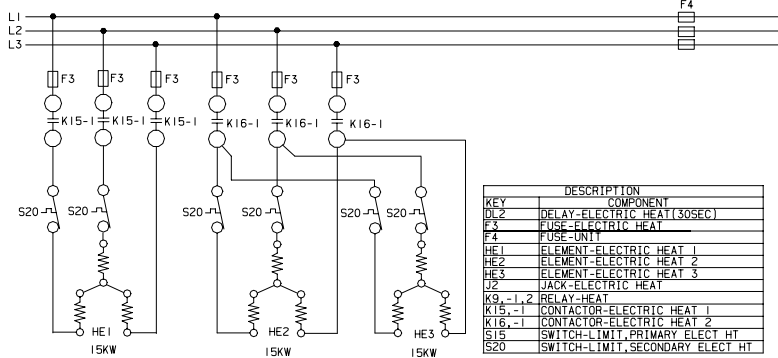 F4
L1
L2
L3
F3 F3 F3 F3 F3 F3
K15-1 K15-1 K15-1 K16-1 K16-1 K16-1
S20 S20 S20 S20 S20 S20
HE1 HE2 HE3
15KW 15KW 15KW
DESCRIPTION
KEY COMPONENT
DL2 DELAY-ELECTRIC HEAT(30SEC)
F3 FUSE-ELECTRIC HEAT
F4 FUSE-UNIT
HE1 ELEMENT-ELECTRIC HEAT 1
HE2 ELEMENT-ELECTRIC HEAT 2
HE3 ELEMENT-ELECTRIC HEAT 3
J2 JACK-ELECTRIC HEAT
K9,-1,2 RELAY-HEAT
K15,-1 CONTACTOR-ELECTRIC HEAT 1
K16,-1 CONTACTOR-ELECTRIC HEAT 2
S15 SWITCH-LIMIT,PRIMARY ELECT HT
S20 SWITCH-LIMIT,SECONDARY ELECT HT